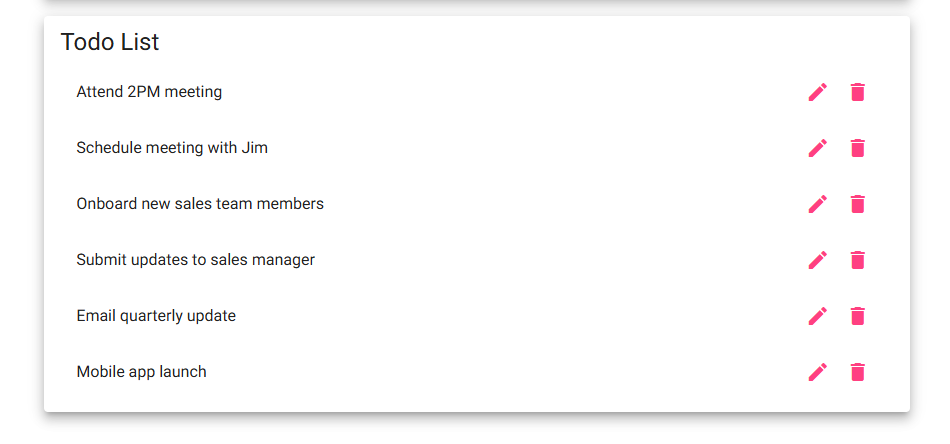 Todo List
Attend 2PM meeting
Schedule meeting with Jim
Onboard new sales team members
Submit updates to sales manager
Email quarterly update
Mobile app launch